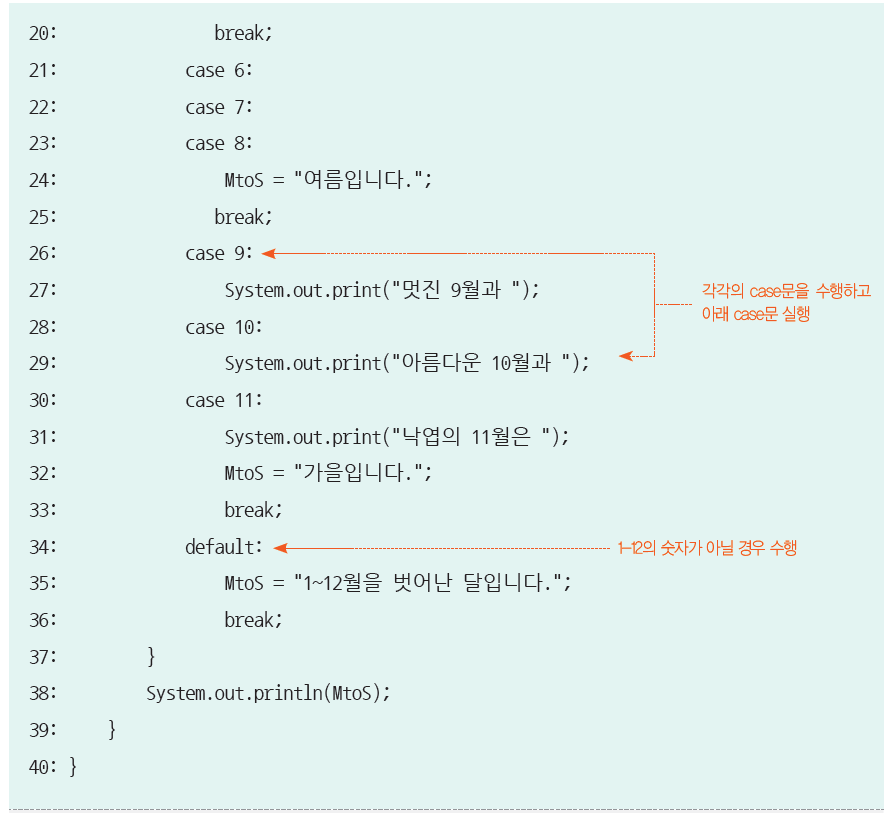 20:                break;
21:             case 6:
22:             case 7:
23:             case 8:
24:                 MtoS = "여름입니다.";
25:                break;
26:             case 9:
27:                 System.out.print("멋진 9월과 ");
각각의 case문을 수행하고
아래 case문 실행
28:             case 10:
29:                 System.out.print("아름다운 10월과 ");
30:             case 11:
31:                 System.out.print("낙엽의 11월은 ");
32:                 MtoS = "가을입니다.";
33:                 break;
34:             default:
1-12의 숫자가 아닐 경우 수행
35:                 MtoS = "1~12월을 벗어난 달입니다.";
36:                 break;
37:         }
38:         System.out.println(MtoS);
39:     }
40: }